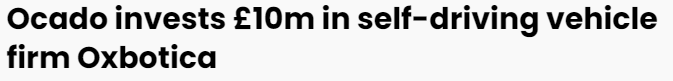 Ocado invests £10m in self-driving vehicle
firm Oxbotica